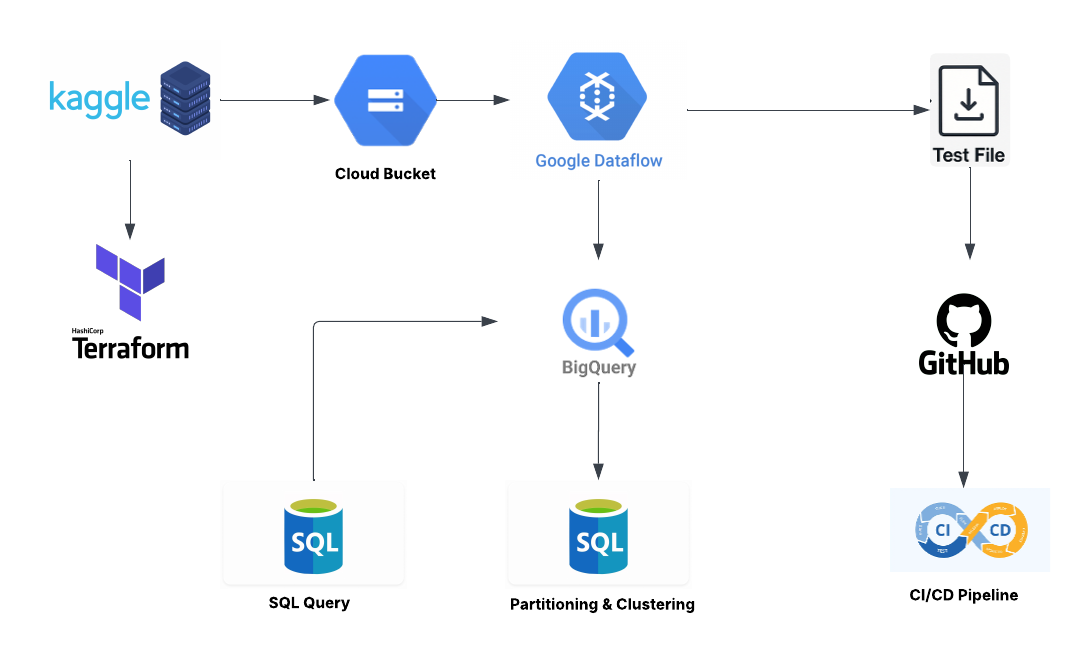 kaggle
Cloud Bucket
Google Dataflow
Test File
HashiCorp
Terraform
BigQuery
GitHub
SQL
SQL
CI CD
SQL Query
Partitioning & Clustering
CI/CD Pipeline